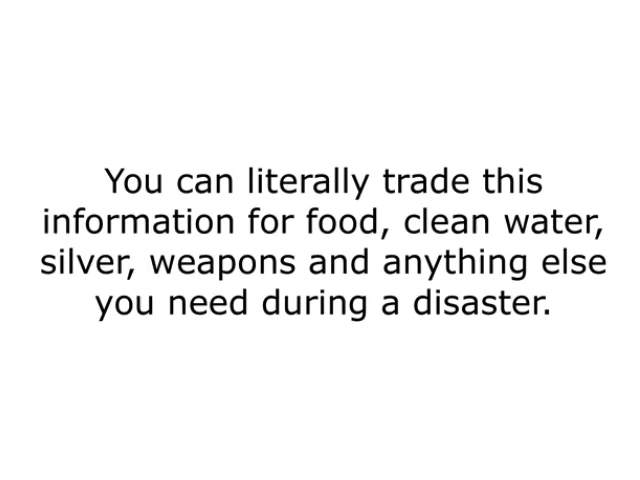 You can literally trade this
information for food, clean water,
silver, weapons and anything else
you need during a disaster.